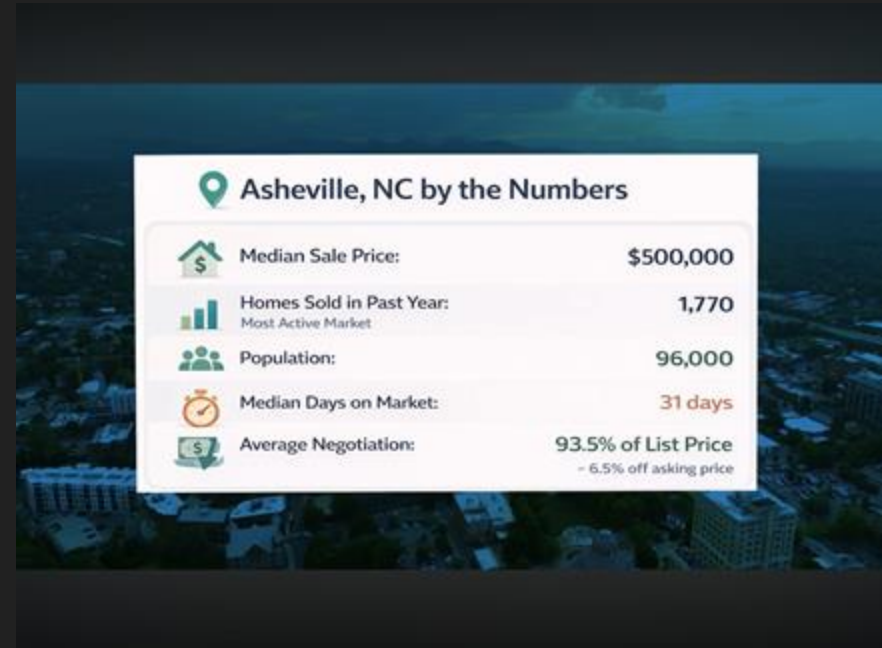 Asheville, NC by the Numbers
$
Median Sale Price: $500,000
Homes Sold in Past Year: 1,770
Most Active Market
Population: 96,000
Median Days on Market: 31 days
$
Average Negotiation: 93.5% of List Price
~ 6.5% off asking price